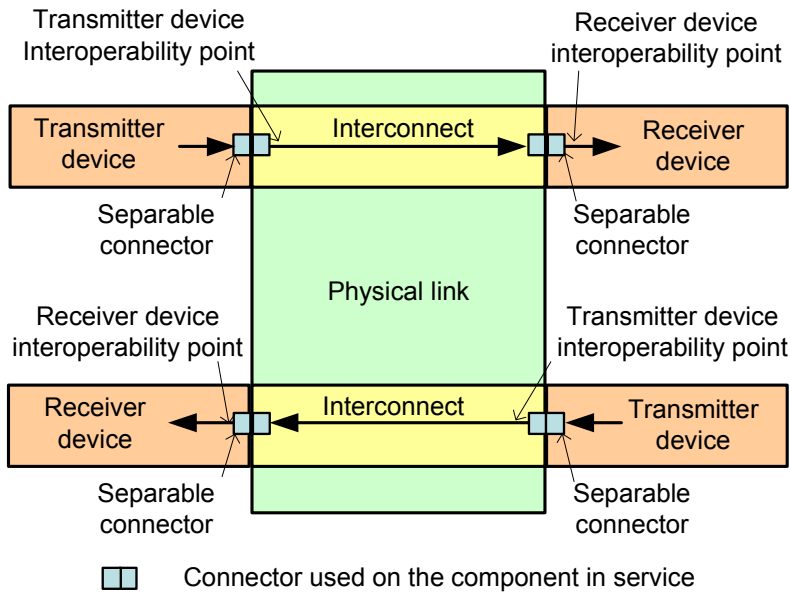 Transmitter device
Interoperability point
Receiver device
interoperability point
Transmitter
device
Interconnect
Receiver
device
Separable
connector
Separable
connector
Physical link
Receiver device
interoperability point
Transmitter device
interoperability point
Receiver
device
Interconnect
Transmitter
device
Separable
connector
Separable
connector
Connector used on the component in service